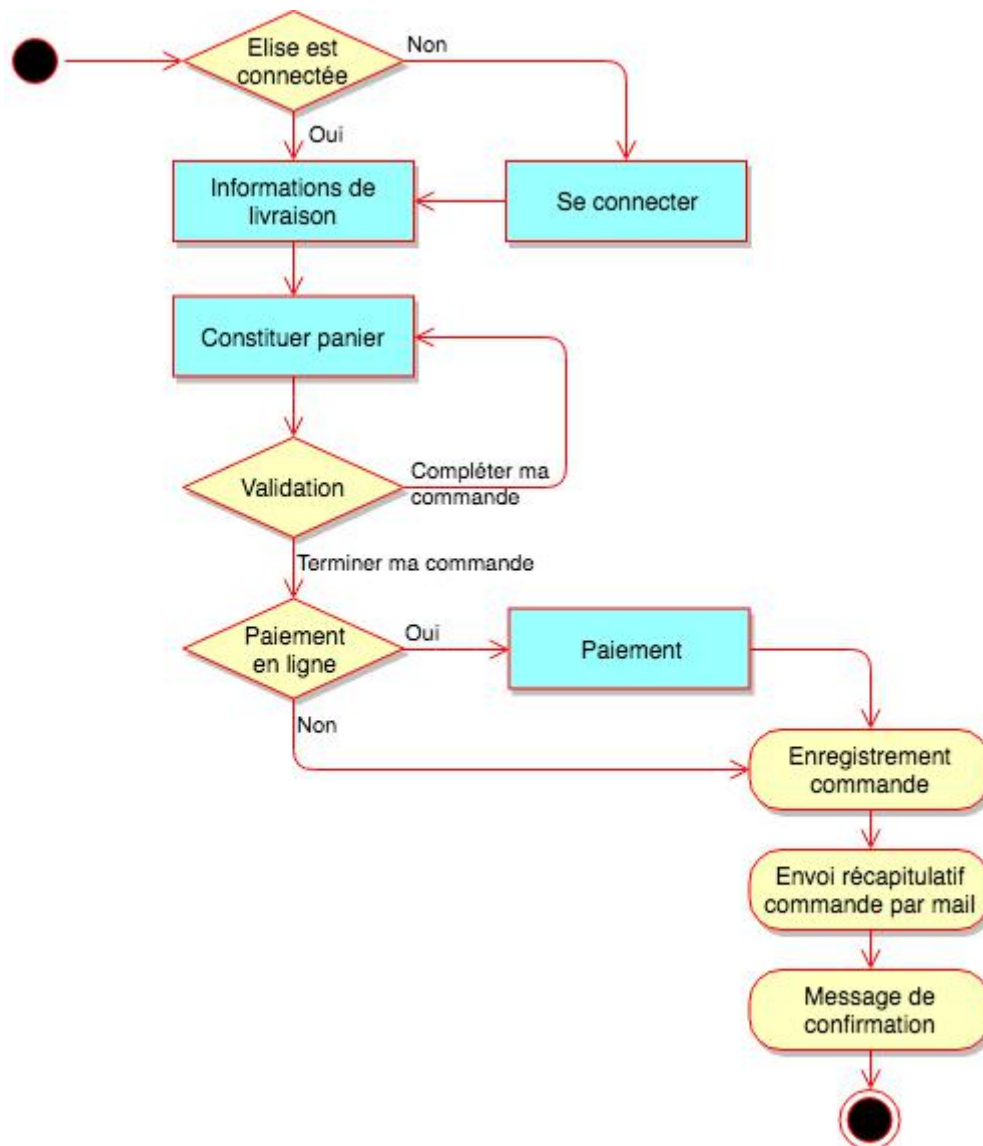 Elise est
connectée
Non
Oui
Informations de
livraison
Se connecter
Constituer panier
Validation
Compléter ma
commande
Terminer ma commande
Paiement
en ligne
Oui
Paiement
Non
Enregistrement
commande
Envoi récapitulatif
commande par mail
Message de
confirmation